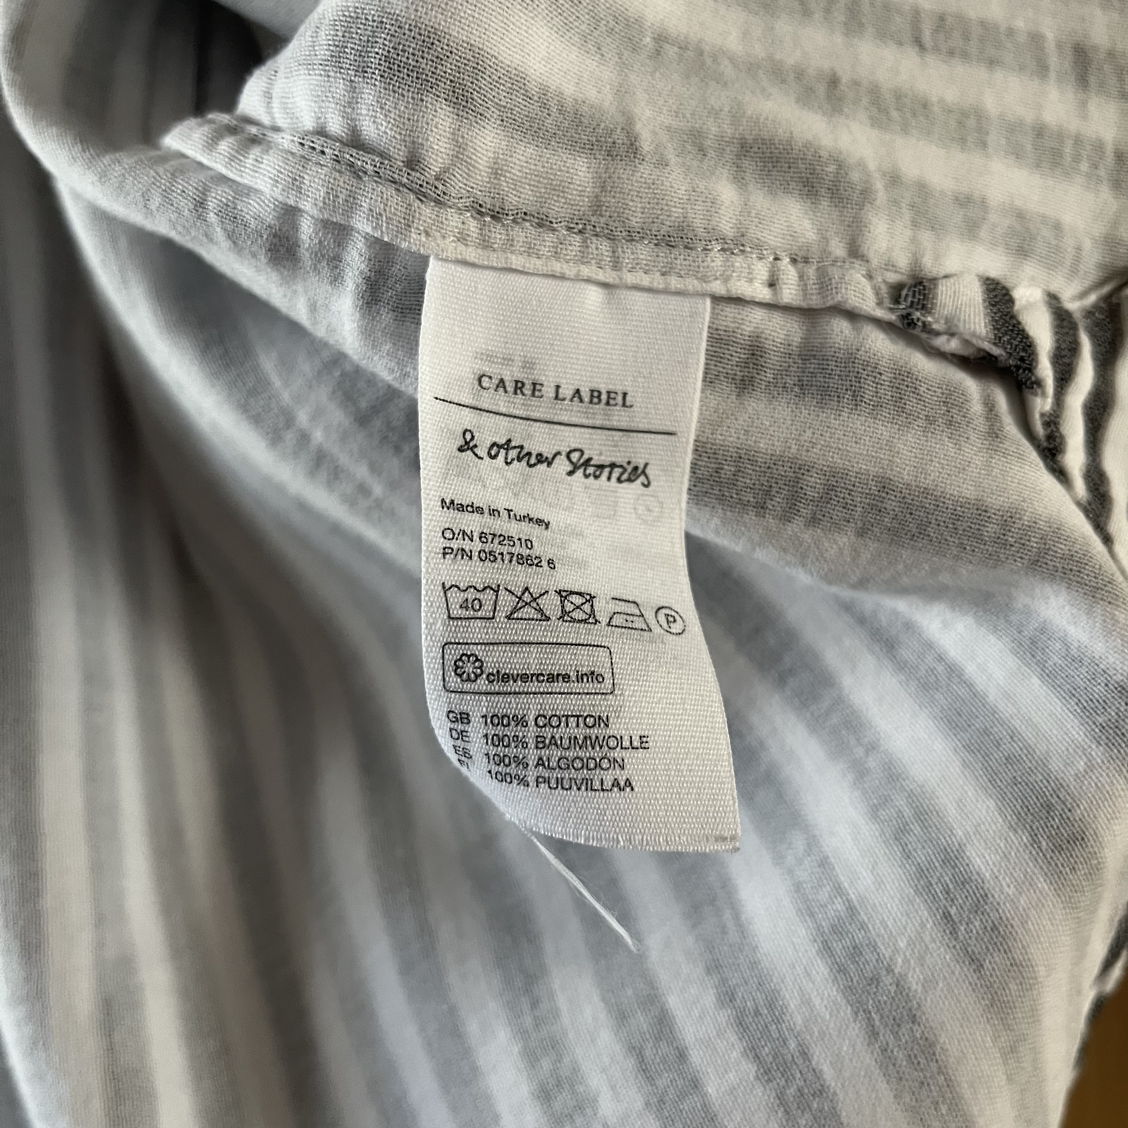 CARE LABEL
& other Stories
Made in Turkey
O/N 672510
P/N 0517862 6
40 P
clevercare.info
GB 100% COTTON
DE 100% BAUMWOLLE
ES 100% ALGODON
FI 100% PUUVILLAA